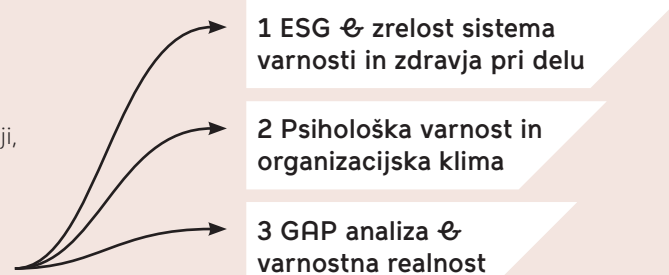 1 ESG & zrelost sistema
varnosti in zdravja pri delu
ji,
2 Psihološka varnost in
organizacijska klima
3 GAP analiza &
varnostna realnost